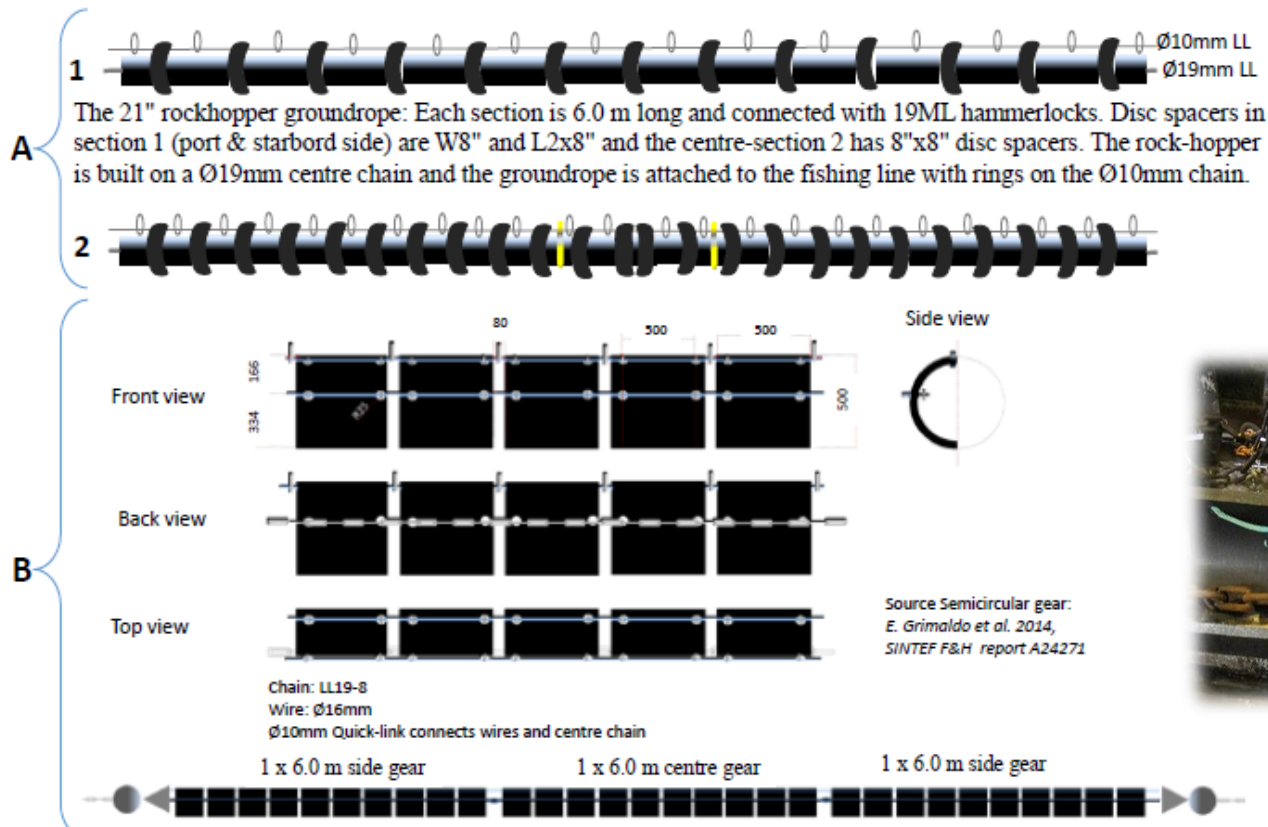 A
1
Ø10mm LL
Ø19mm LL
The 21" rockhopper groundrope: Each section is 6.0 m long and connected with 19ML hammerlocks. Disc spacers in
section 1 (port & starbord side) are W8" and L2x8" and the centre-section 2 has 8"x8" disc spacers. The rock-hopper
is built on a Ø19mm centre chain and the groundrope is attached to the fishing line with rings on the Ø10mm chain.
2
B
80
500
500
Side view
Front view
166
334
R25
500
Back view
Top view
Source Semicircular gear:
E. Grimaldo et al. 2014,
SINTEF F&H report A24271
Chain: LL19-8
Wire: Ø16mm
Ø10mm Quick-link connects wires and centre chain
1 x 6.0 m side gear
1 x 6.0 m centre gear
1 x 6.0 m side gear